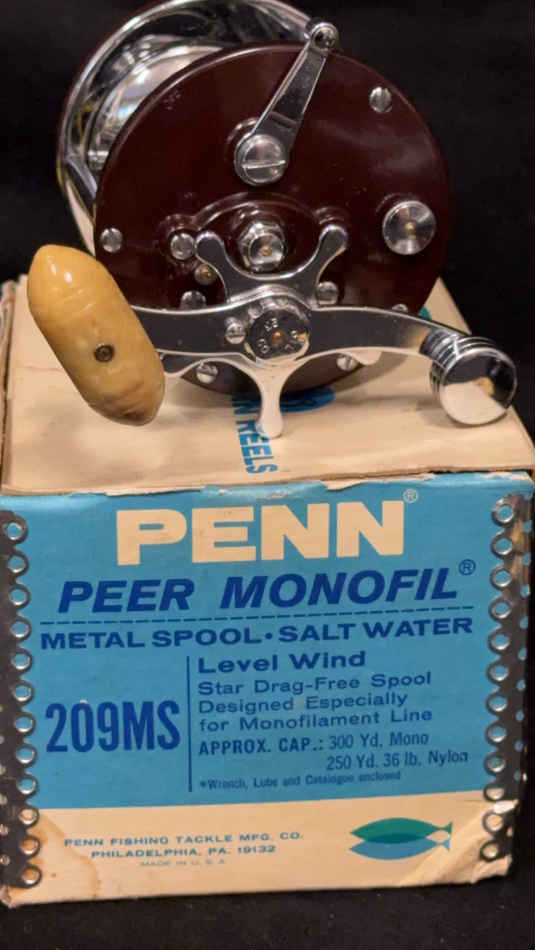 N REELS
PENN®
PEER MONOFIL®
METAL SPOOL • SALT WATER
209MS
Level Wind
Star Drag-Free Spool
Designed Especially
for Monofilament Line
APPROX. CAP.: 300 Yd. Mono
250 Yd. 36 lb. Nylon
*Wrench, Lube and Catalogue enclosed
PENN FISHING TACKLE MFG. CO.
PHILADELPHIA, PA. 19132
MADE IN U.S.A